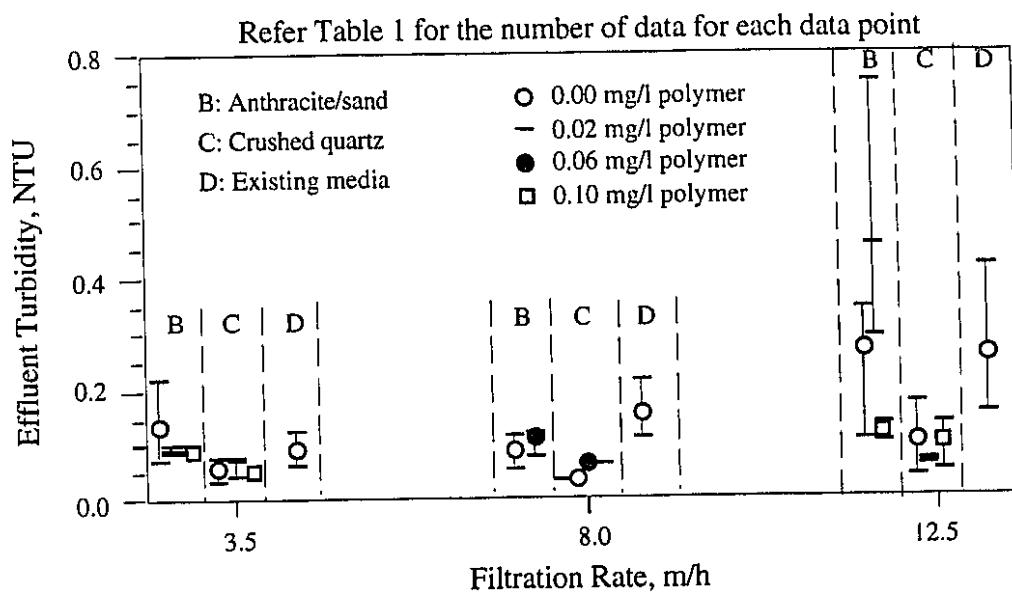 Refer Table 1 for the number of data for each data point
B: Anthracite/sand
C: Crushed quartz
D: Existing media
0.00 mg/l polymer
0.02 mg/l polymer
0.06 mg/l polymer
0.10 mg/l polymer
B C D
B C D
B C D
0.8
0.6
0.4
0.2
0.0
Effluent Turbidity, NTU
3.5 8.0 12.5
Filtration Rate, m/h